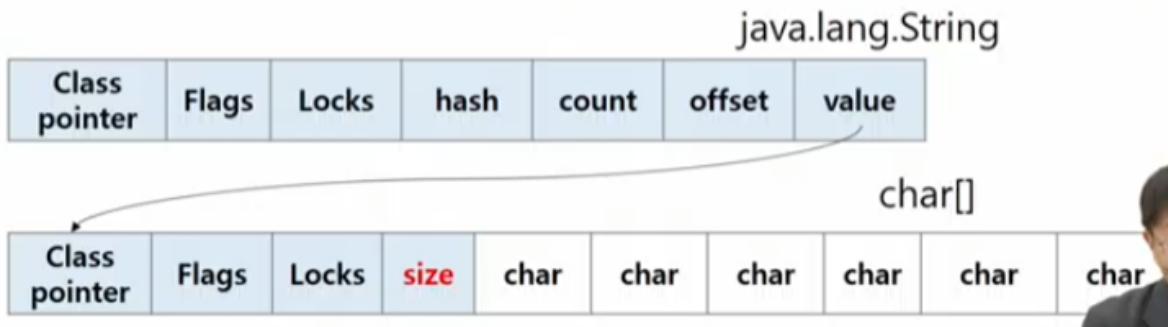 java.lang.String
Class
pointer
Flags
Locks
hash
count
offset
value
char[]
Class
pointer
Flags
Locks
size
char
char
char
char
char
char